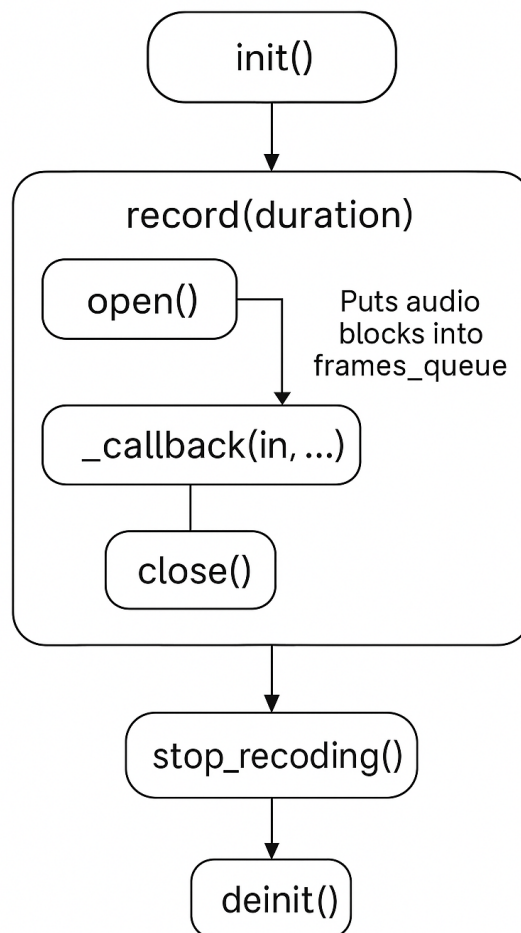 init()
record(duration)
open()
Puts audio
blocks into
frames_queue
_callback(in, ...)
close()
stop_recoding()
deinit()